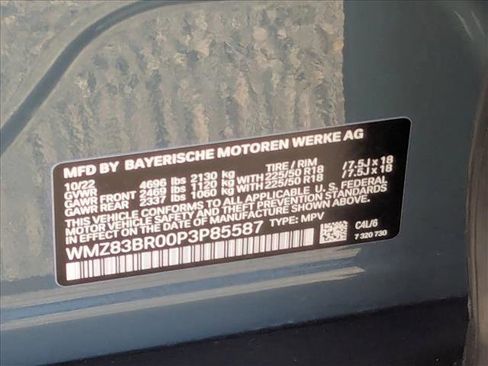 MFD BY BAYERISCHE MOTOREN WERKE AG
10/22 TIRE / RIM
GVWR 4696 lbs 2130 kg
GAWR FRONT 2469 lbs 1120 kg WITH 225/50 R18 /7.5J x 18
GAWR REAR 2337 lbs 1060 kg WITH 225/50 R18 /7.5J x 18
THIS VEHICLE CONFORMS TO ALL APPLICABLE U. S. FEDERAL
MOTOR VEHICLE SAFETY AND THEFT PREVENTION STANDARDS
IN EFFECT ON THE DATE OF MANUFACTURE SHOWN ABOVE.
WMZ83BR00P3P85587 TYPE: MPV
C4L/6
7 320 730